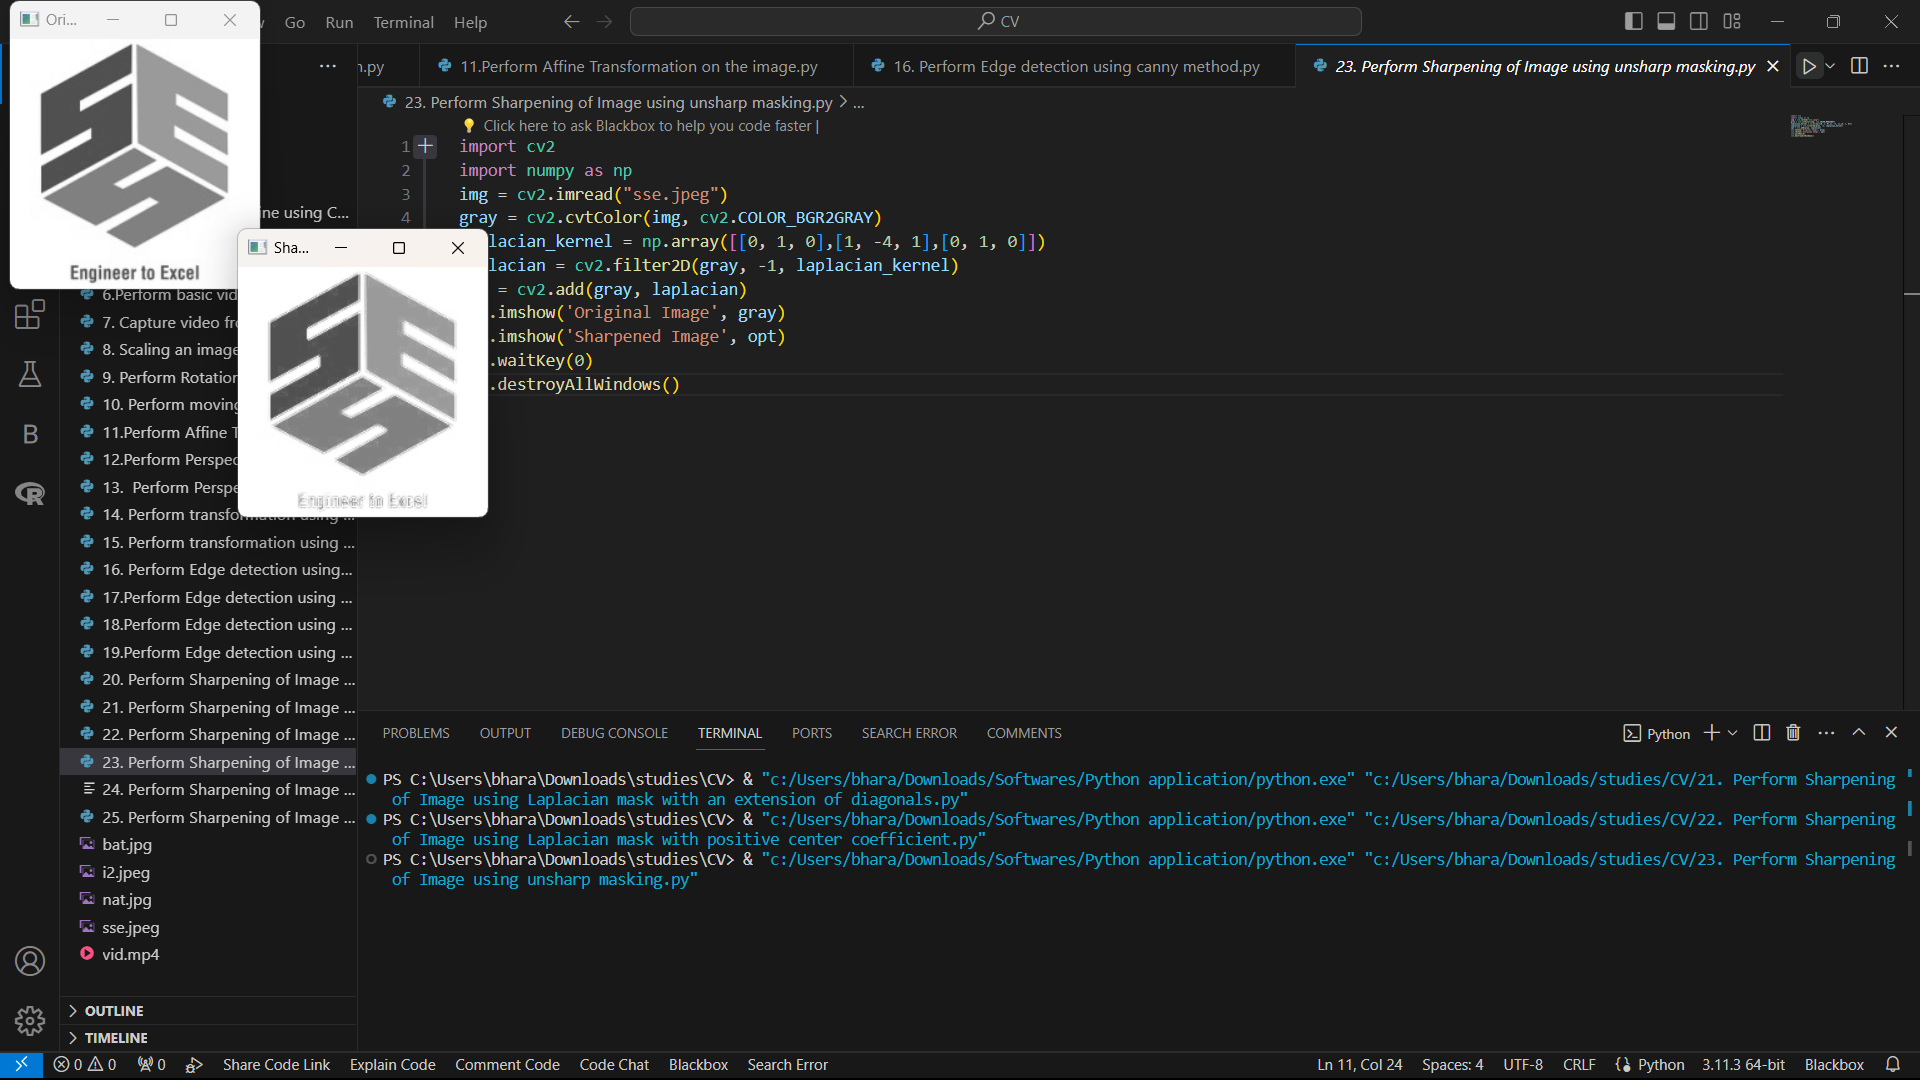 Ori...
Go Run Terminal Help
CV
n.py
11.Perform Affine Transformation on the image.py
16. Perform Edge detection using canny method.py
23. Perform Sharpening of Image using unsharp masking.py
23. Perform Sharpening of Image using unsharp masking.py > ...
Click here to ask Blackbox to help you code faster |
1 import cv2
2 import numpy as np
3 img = cv2.imread("sse.jpeg")
4 gray = cv2.cvtColor(img, cv2.COLOR_BGR2GRAY)
lacian_kernel = np.array([[0, 1, 0],[1, -4, 1],[0, 1, 0]])
lacian = cv2.filter2D(gray, -1, laplacian_kernel)
= cv2.add(gray, laplacian)
.imshow('Original Image', gray)
.imshow('Sharpened Image', opt)
.waitKey(0)
.destroyAllWindows()
SES
Engineer to Excel
Sha...
SES
Engineer to Excel
ine using C...
6.Perform basic vid
7. Capture video fr
8. Scaling an image
9. Perform Rotation
10. Perform moving
11.Perform Affine T
12.Perform Perspec
13. Perform Perspe
14. Perform transformation using ...
15. Perform transformation using ...
16. Perform Edge detection using...
17.Perform Edge detection using ...
18.Perform Edge detection using ...
19.Perform Edge detection using ...
20. Perform Sharpening of Image ...
21. Perform Sharpening of Image ...
22. Perform Sharpening of Image ...
23. Perform Sharpening of Image ...
24. Perform Sharpening of Image ...
25. Perform Sharpening of Image ...
bat.jpg
i2.jpeg
nat.jpg
sse.jpeg
vid.mp4
OUTLINE
TIMELINE
PROBLEMS OUTPUT DEBUG CONSOLE TERMINAL PORTS SEARCH ERROR COMMENTS
Python
PS C:\Users\bhara\Downloads\studies\CV> & "c:/Users/bhara/Downloads/Softwares/Python application/python.exe" "c:/Users/bhara/Downloads/studies/CV/21. Perform Sharpening
of Image using Laplacian mask with an extension of diagonals.py"
PS C:\Users\bhara\Downloads\studies\CV> & "c:/Users/bhara/Downloads/Softwares/Python application/python.exe" "c:/Users/bhara/Downloads/studies/CV/22. Perform Sharpening
of Image using Laplacian mask with positive center coefficient.py"
PS C:\Users\bhara\Downloads\studies\CV> & "c:/Users/bhara/Downloads/Softwares/Python application/python.exe" "c:/Users/bhara/Downloads/studies/CV/23. Perform Sharpening
of Image using unsharp masking.py"
0 0 0 Share Code Link Explain Code Comment Code Code Chat Blackbox Search Error
Ln 11, Col 24 Spaces: 4 UTF-8 CRLF Python 3.11.3 64-bit Blackbox